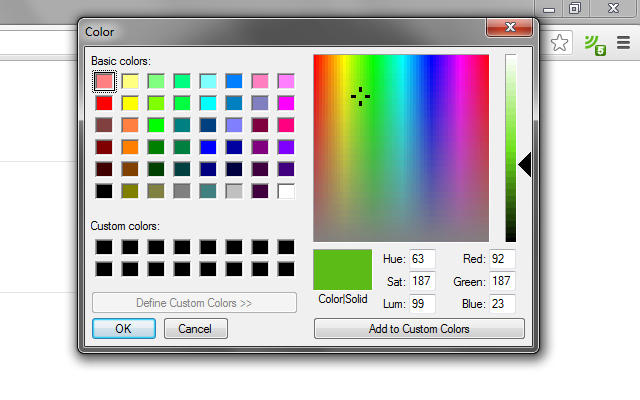 Color
5
Basic colors:
Custom colors:
Define Custom Colors >>
OK
Cancel
Color|Solid
Hue: 63
Sat: 187
Lum: 99
Red: 92
Green: 187
Blue: 23
Add to Custom Colors